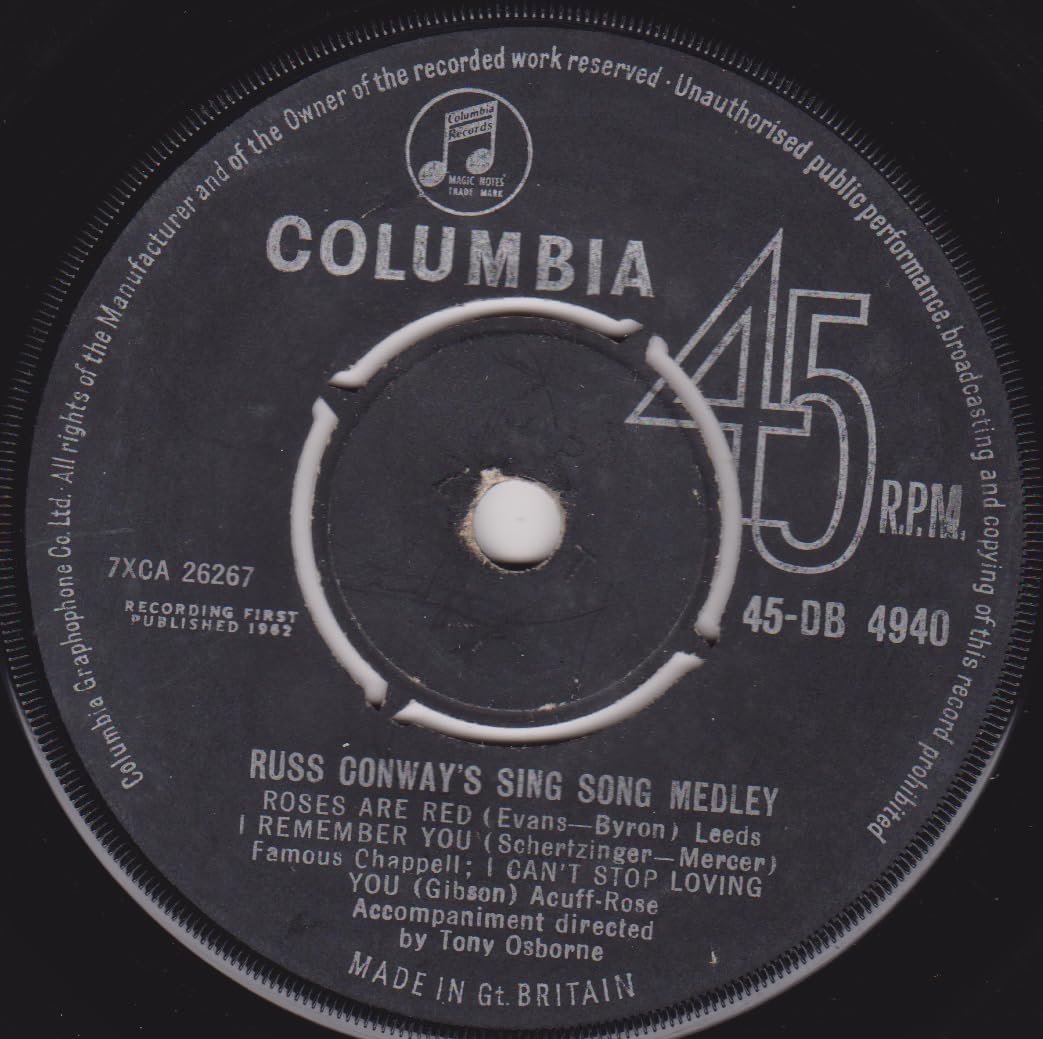 Columbia Graphophone Co. Ltd. All rights of the Manufacturer and of the Owner of the recorded work reserved · Unauthorised public performance, broadcasting and copying of this record prohibited
Columbia
Records
MAGIC NOTES
TRADE MARK
COLUMBIA
45
R.P.M.
7XCA 26267
RECORDING FIRST
PUBLISHED 1962
45-DB 4940
RUSS CONWAY'S SING SONG MEDLEY
ROSES ARE RED (Evans—Byron) Leeds
I REMEMBER YOU (Schertzinger—Mercer)
Famous Chappell; I CAN'T STOP LOVING
YOU (Gibson) Acuff-Rose
Accompaniment directed
by Tony Osborne
MADE IN Gt. BRITAIN